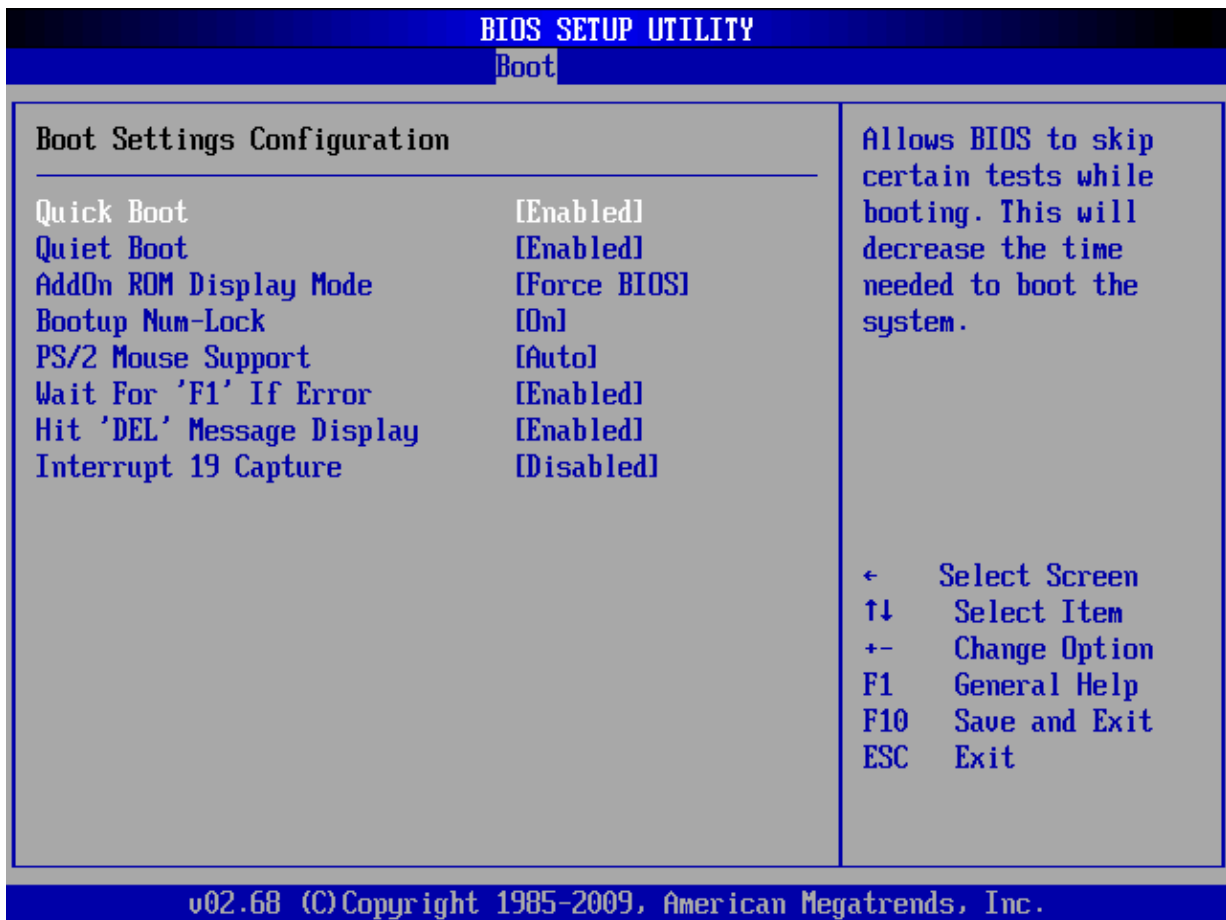 BIOS SETUP UTILITY
Boot
Boot Settings Configuration
Quick Boot [Enabled]
Quiet Boot [Enabled]
AddOn ROM Display Mode [Force BIOS]
Bootup Num-Lock [On]
PS/2 Mouse Support [Auto]
Wait For 'F1' If Error [Enabled]
Hit 'DEL' Message Display [Enabled]
Interrupt 19 Capture [Disabled]
Allows BIOS to skip
certain tests while
booting. This will
decrease the time
needed to boot the
system.
← Select Screen
↑↓ Select Item
+- Change Option
F1 General Help
F10 Save and Exit
ESC Exit
v02.68 (C)Copyright 1985-2009, American Megatrends, Inc.